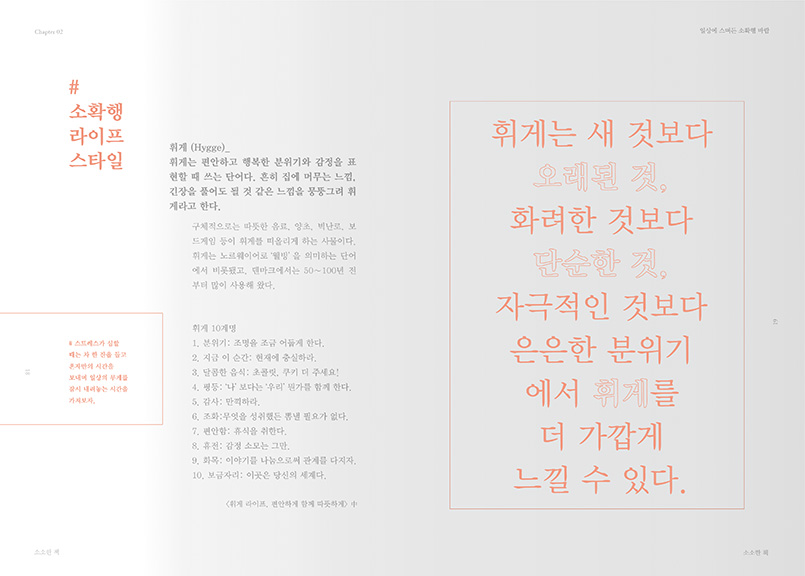 Chapter 02
일상에 스며든 소확행 바람
#
소확행
라이프
스타일
휘게 (Hygge)_
휘게는 편안하고 행복한 분위기와 감정을 표
현할 때 쓰는 단어다. 흔히 집에 머무는 느낌,
긴장을 풀어도 될 것 같은 느낌을 뭉뚱그려 휘
게라고 한다.
구체적으로는 따뜻한 음료, 양초, 벽난로, 보
드게임 등이 휘게를 떠올리게 하는 사물이다.
휘게는 노르웨이어로 '웰빙' 을 의미하는 단어
에서 비롯됐고, 덴마크에서는 50~100년 전
부터 많이 사용해 왔다.
휘게 10계명
1. 분위기: 조명을 조금 어둡게 한다.
2. 지금 이 순간: 현재에 충실하라.
3. 달콤한 음식: 초콜릿, 쿠키 더 주세요!
4. 평등: '나' 보다는 '우리' 뭔가를 함께 한다.
5. 감사: 만끽하라.
6. 조화:무엇을 성취했든 뽐낼 필요가 없다.
7. 편안함: 휴식을 취한다.
8. 휴전: 감정 소모는 그만.
9. 화목: 이야기를 나눔으로써 관계를 다지자.
10. 보금자리: 이곳은 당신의 세계다.
〈휘게 라이프, 편안하게 함께 따뜻하게〉 中
# 스트레스가 심할
때는 차 한 잔을 들고
혼자만의 시간을
보내며 일상의 무게를
잠시 내려놓는 시간을
가져보자.
휘게는 새 것보다
오래된 것,
화려한 것보다
단순한 것,
자극적인 것보다
은은한 분위기
에서 휘게를
더 가깝게
느낄 수 있다.
소소한 책
소소한 책